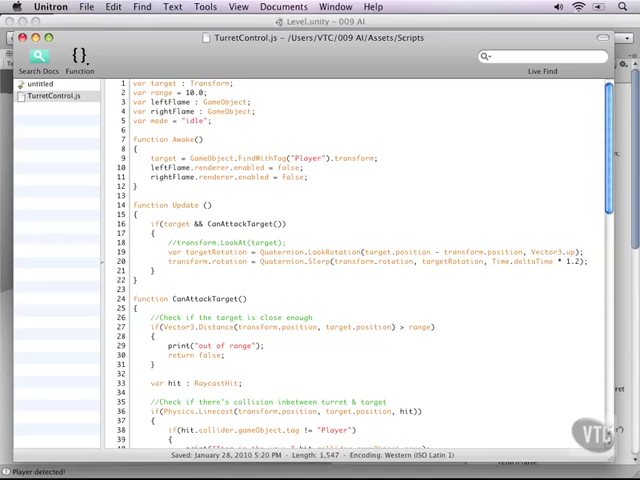 Unitron File Edit Find Text Tools View Documents Window Help
Level.unity - 009 AI
TurretControl.js - /Users/VTC/009 AI/Assets/Scripts
Search Docs Function Live Find
untitled
TurretControl.js
1 var target : Transform;
2 var range = 10.0;
3 var leftFlame : GameObject;
4 var rightFlame : GameObject;
5 var mode = "idle";
6
7 function Awake()
8 {
9 target = GameObject.FindWithTag("Player").transform;
10 leftFlame.renderer.enabled = false;
11 rightFlame.renderer.enabled = false;
12 }
13
14 function Update ()
15 {
16 if(target && CanAttackTarget())
17 {
18 //transform.LookAt(target);
19 var targetRotation = Quaternion.LookRotation(target.position - transform.position, Vector3.up);
20 transform.rotation = Quaternion.Slerp(transform.rotation, targetRotation, Time.deltaTime * 1.2);
21 }
22 }
23
24 function CanAttackTarget()
25 {
26 //Check if the target is close enough
27 if(Vector3.Distance(transform.position, target.position) > range)
28 {
29 print("out of range");
30 return false;
31 }
32
33 var hit : RaycastHit;
34
35 //Check if there's collision inbetween turret & target
36 if(Physics.Linecast(transform.position, target.position, hit))
37 {
38 if(hit.collider.gameObject.tag != "Player")
39 {
Saved: January 28, 2010 5:20 PM - Length: 1,547 - Encoding: Western (ISO Latin 1)
Player detected!
VTC